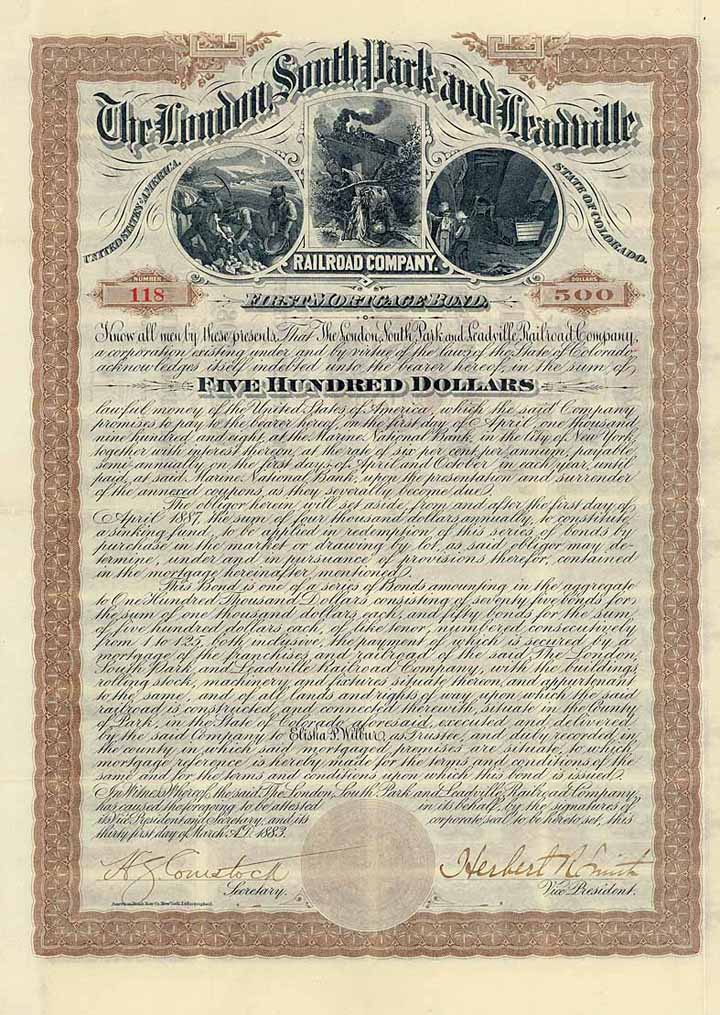 The London, South Park and Leadville
UNITED STATES OF AMERICA.
STATE OF COLORADO.
RAILROAD COMPANY.
NUMBER
118
DOLLARS
500
FIRST MORTGAGE BOND.
Know all men by these presents, That The London, South Park and Leadville Railroad Company,
a corporation existing under and by virtue of the laws of the State of Colorado
acknowledges itself indebted unto the bearer hereof, in the sum of
FIVE HUNDRED DOLLARS
lawful money of the United States of America, which the said Company
promises to pay to the bearer hereof, on the first day of April, one thousand
nine hundred and eight, at the Marine National Bank, in the City of New York,
together with interest thereon, at the rate of six per cent. per annum, payable
semi-annually on the first days of April and October in each year, until
paid, at said Marine National Bank, upon the presentation and surrender
of the annexed coupons, as they severally become due.
The obligor herein will set aside, from and after the first day of
April 1887, the sum of four thousand dollars annually, to constitute
a sinking fund, to be applied in redemption of this series of bonds by
purchase in the market or drawing by lot, as said obligor may de-
termine, under and in pursuance of provisions therefor, contained
in the mortgage hereinafter mentioned.
This Bond is one of a series of Bonds amounting in the aggregate
to One Hundred Thousand Dollars consisting of seventy five bonds for
the sum of one thousand dollars each, and fifty bonds for the sum
of five hundred dollars each, of like tenor, numbered consecutively
from 1 to 125, both inclusive, the payment of which is secured by a
mortgage of the franchises and railroad of the said The London,
South Park and Leadville Railroad Company, with the buildings,
rolling stock, machinery and fixtures situate thereon, and appurtenant
to the same, and of all lands and rights of way upon which the said
railroad is constructed, and connected therewith, situate in the County
of Park, in the State of Colorado aforesaid, executed and delivered
by the said Company to Elisha P. Wilbur, as Trustee, and duly recorded in
the county in which said mortgaged premises are situate, to which
mortgage reference is hereby made for the terms and conditions of the
same and for the terms and conditions upon which this bond is issued.
In Witness Whereof, the said The London, South Park and Leadville Railroad Company,
has caused the foregoing to be attested in its behalf, by the signatures of
its Vice President and Secretary, and its corporate seal to be hereto set, this
thirty first day of March A.D. 1883.
Comstock
Secretary.
Herbert R Smith
Vice President.
American Bank Note Co. New York, Lithographed.